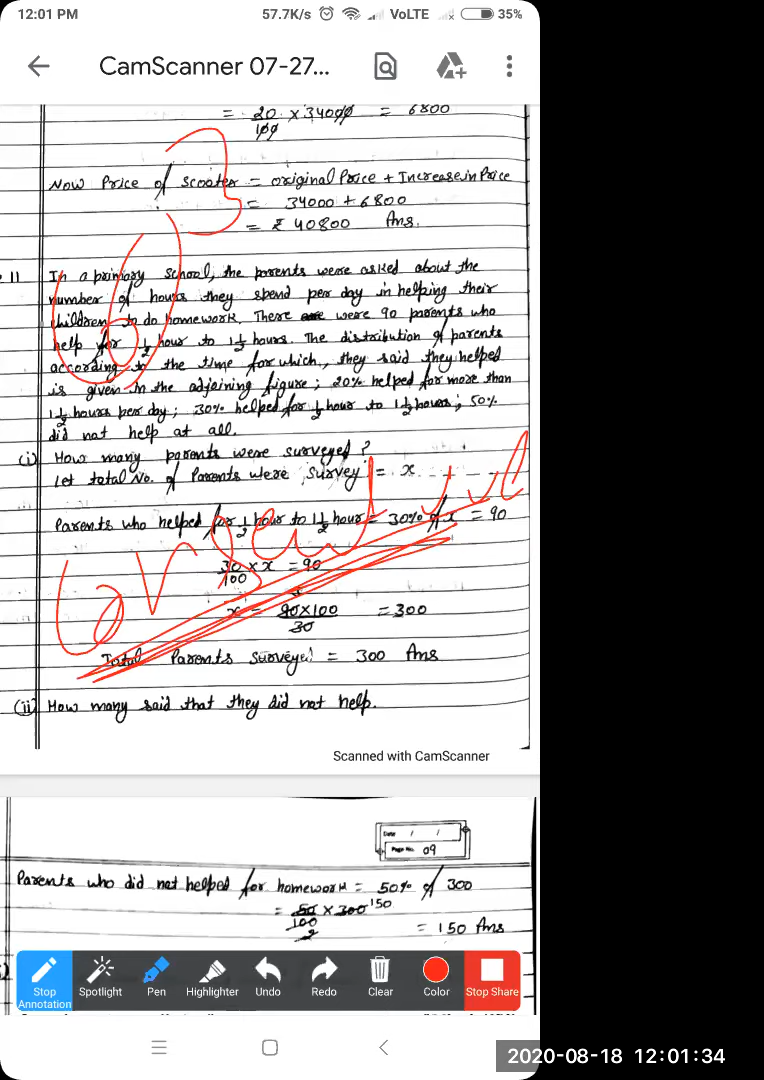 12:01 PM 57.7K/s VoLTE 35%
CamScanner 07-27...
= 20/100 × 34000 = 6800
Now Price of Scooter = original Price + Increase in Price
= 34000 + 6800
= ₹ 40800 Ans.
11 In a primary school, the parents were asked about the
number of hours they spend per day in helping their
children to do homework. There were 90 parents who
help for 1/2 hour to 1 1/2 hours. The distribution of parents
according to the time for which, they said they helped
is given in the adjoining figure; 20% helped for more than
1 1/2 hours per day; 30% helped for 1/2 hour to 1 1/2 hours; 50%
did not help at all.
(i) How many parents were surveyed?
Let total No. of Parents were Survey = x
Parents who helped for 1/2 hour to 1 1/2 hour = 30% of x = 90
30/100 × x = 90
x = 90×100/30 = 300
Total Parents Surveyed = 300 Ans
(ii) How many said that they did not help.
Scanned with CamScanner
Date / /
Page No. 09
Parents who did not helped for homework = 50% of 300
= 50/100 × 300 150
2
= 150 Ans
Stop Annotation Spotlight Pen Highlighter Undo Redo Clear Color Stop Share
2020-08-18 12:01:34